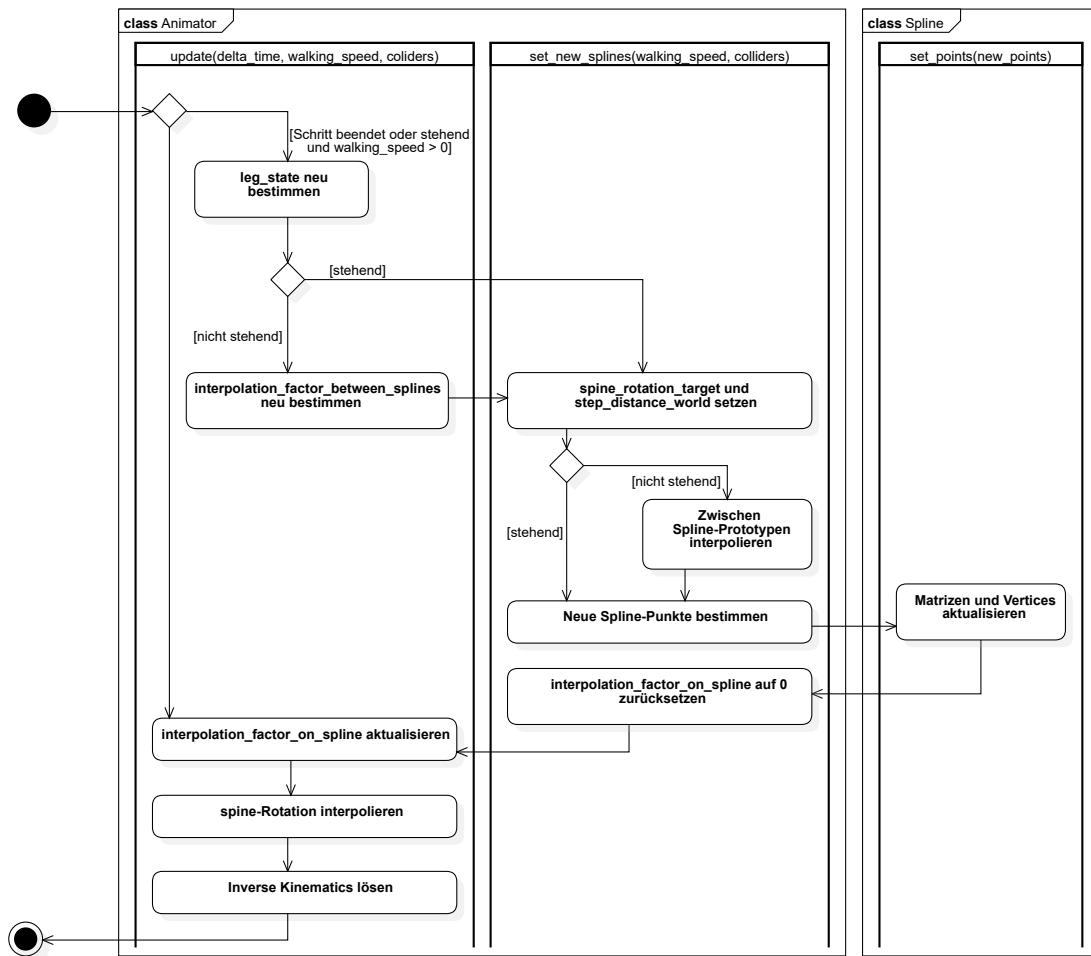 class Animator
class Spline
update(delta_time, walking_speed, coliders)
set_new_splines(walking_speed, colliders)
set_points(new_points)
[Schritt beendet oder stehend
und walking_speed > 0]
leg_state neu
bestimmen
[stehend]
[nicht stehend]
interpolation_factor_between_splines
neu bestimmen
spine_rotation_target und
step_distance_world setzen
[nicht stehend]
[stehend]
Zwischen
Spline-Prototypen
interpolieren
Neue Spline-Punkte bestimmen
Matrizen und Vertices
aktualisieren
interpolation_factor_on_spline auf 0
zurücksetzen
interpolation_factor_on_spline aktualisieren
spine-Rotation interpolieren
Inverse Kinematics lösen